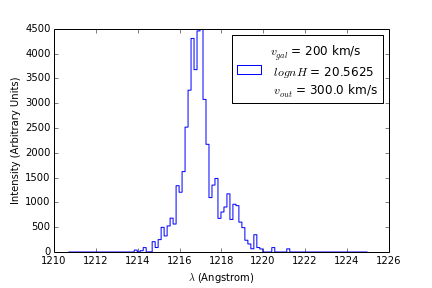 4500
4000
3500
3000
2500
2000
1500
1000
500
0
Intensity (Arbitrary Units)
v_gal = 200 km/s
lognH = 20.5625
v_out = 300.0 km/s
1210 1212 1214 1216 1218 1220 1222 1224 1226
λ (Angstrom)